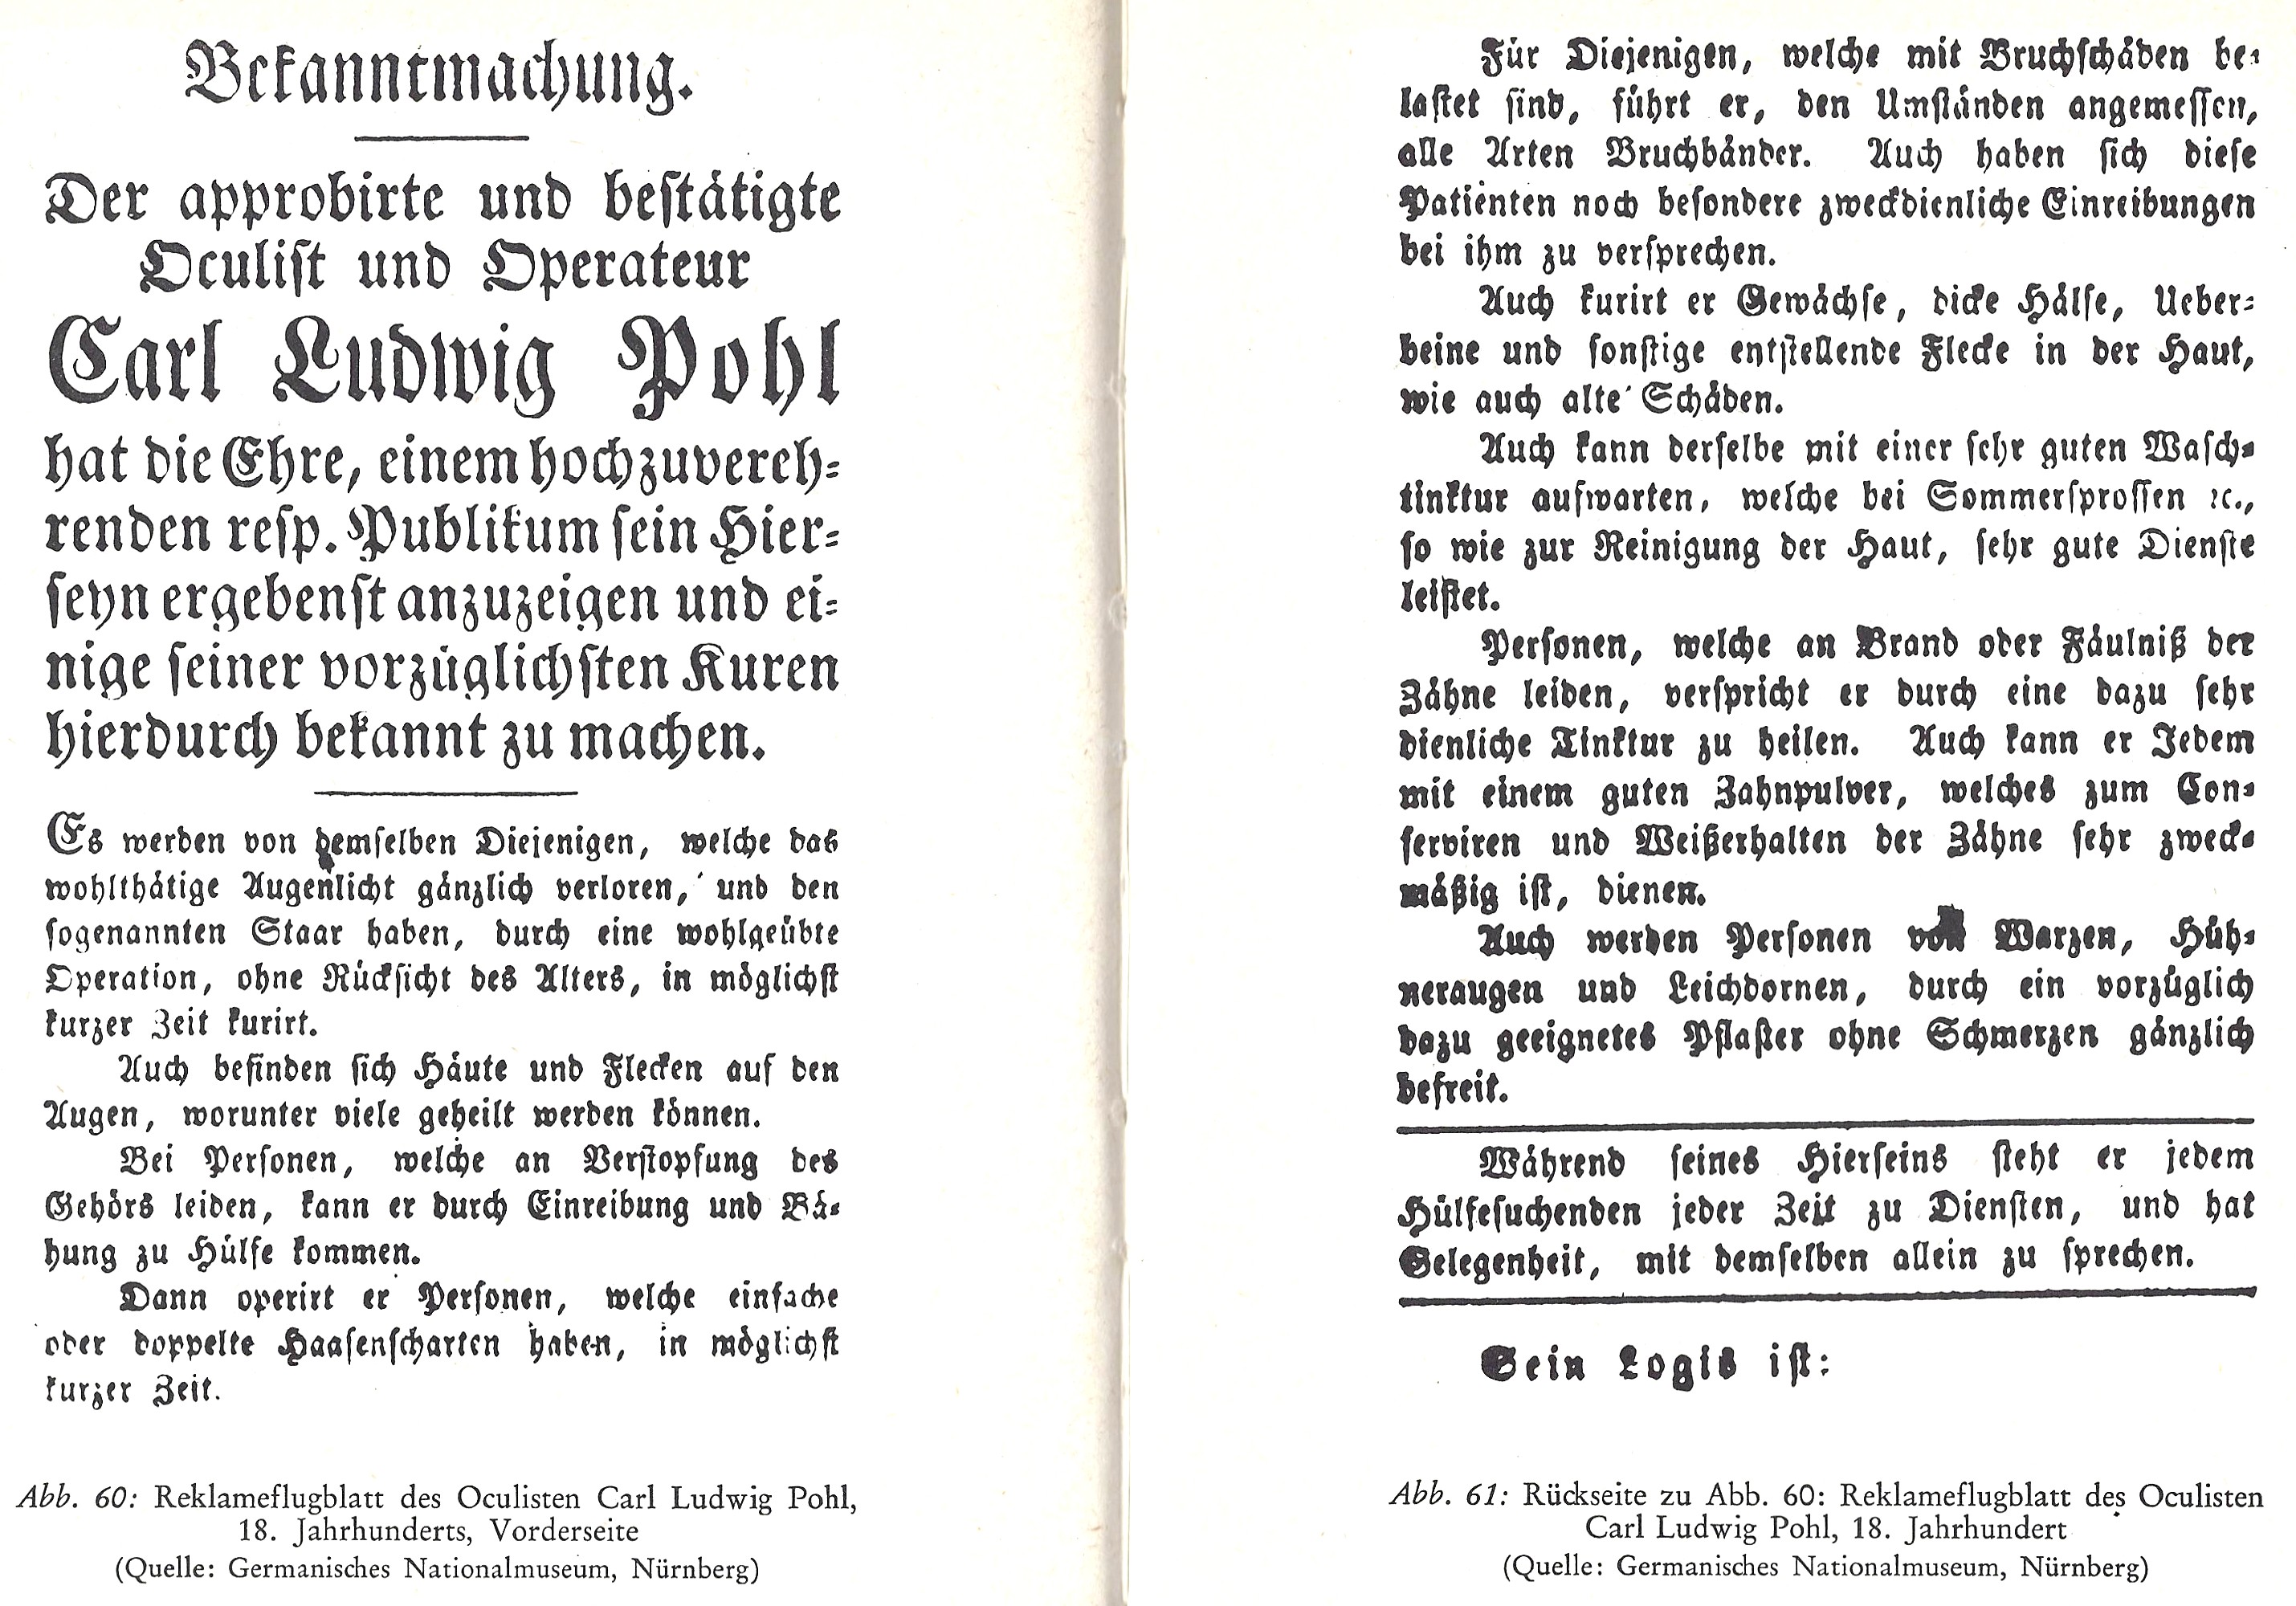 Bekanntmachung.
Der approbirte und bestätigte
Oculist und Operateur
Carl Ludwig Pohl
hat die Ehre, einem hochzuvereh-
renden resp. Publikum sein Hier-
seyn ergebenst anzuzeigen und ei-
nige seiner vorzüglichsten Kuren
hierdurch bekannt zu machen.
Es werden von demselben Diejenigen, welche das
wohlthätige Augenlicht gänzlich verloren, und den
sogenannten Staar haben, durch eine wohlgeübte
Operation, ohne Rücksicht des Alters, in möglichst
kurzer Zeit kurirt.
Auch befinden sich Häute und Flecken auf den
Augen, worunter viele geheilt werden können.
Bei Personen, welche an Verstopfung des
Gehörs leiden, kann er durch Einreibung und Bä-
hung zu Hülfe kommen.
Dann operirt er Personen, welche einfache
oder doppelte Haasenscharten haben, in möglichst
kurzer Zeit.
Abb. 60: Reklameflugblatt des Oculisten Carl Ludwig Pohl,
18. Jahrhunderts, Vorderseite
(Quelle: Germanisches Nationalmuseum, Nürnberg)
Für Diejenigen, welche mit Bruchschäden be-
lastet sind, führt er, den Umständen angemessen,
alle Arten Bruchbänder. Auch haben sich diese
Patienten noch besondere zweckdienliche Einreibungen
bei ihm zu versprechen.
Auch kurirt er Gewächse, dicke Hälse, Ueber-
beine und sonstige entstellende Flecke in der Haut,
wie auch alte Schäden.
Auch kann derselbe mit einer sehr guten Wasch-
tinktur aufwarten, welche bei Sommersprossen ꝛc.,
so wie zur Reinigung der Haut, sehr gute Dienste
leistet.
Personen, welche an Brand oder Fäulniß der
Zähne leiden, verspricht er durch eine dazu sehr
dienliche Tinktur zu heilen. Auch kann er Jedem
mit einem guten Zahnpulver, welches zum Con-
serviren und Weißerhalten der Zähne sehr zweck-
mäßig ist, dienen.
Auch werden Personen von Warzen, Hüh-
neraugen und Leichdornen, durch ein vorzüglich
dazu geeignetes Pflaster ohne Schmerzen gänzlich
befreit.
Während seines Hierseins steht er jedem
Hülfesuchenden jeder Zeit zu Diensten, und hat
Gelegenheit, mit demselben allein zu sprechen.
Sein Logis ist:
Abb. 61: Rückseite zu Abb. 60: Reklameflugblatt des Oculisten
Carl Ludwig Pohl, 18. Jahrhundert
(Quelle: Germanisches Nationalmuseum, Nürnberg)